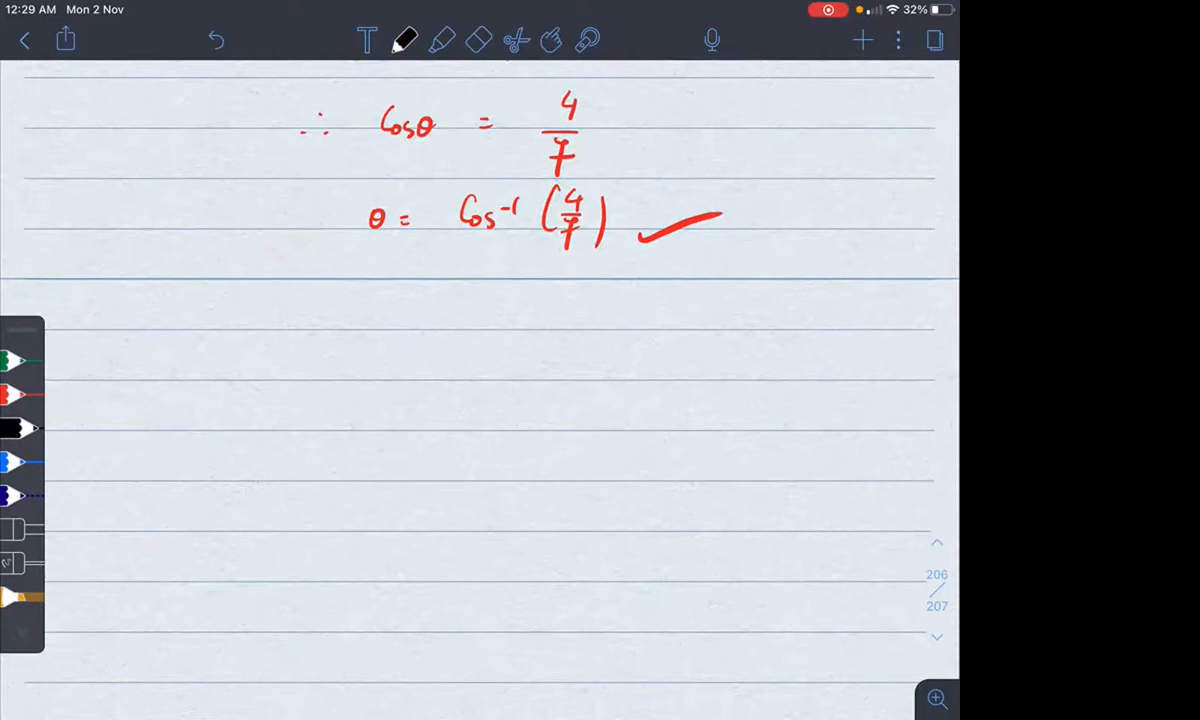 12:29 AM Mon 2 Nov
32%
T
∴ Cosθ = 4/7
θ = Cos⁻¹ (4/7)
206
/
207